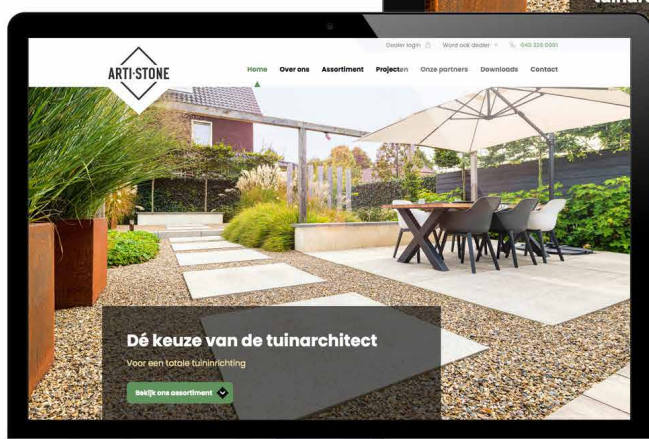 tuinarc
Dealer login Word ook dealer 040 226 0001
ARTI-STONE
Home Over ons Assortiment Projecten Onze partners Downloads Contact
Dé keuze van de tuinarchitect
Voor een totale tuininrichting
Bekijk ons assortiment